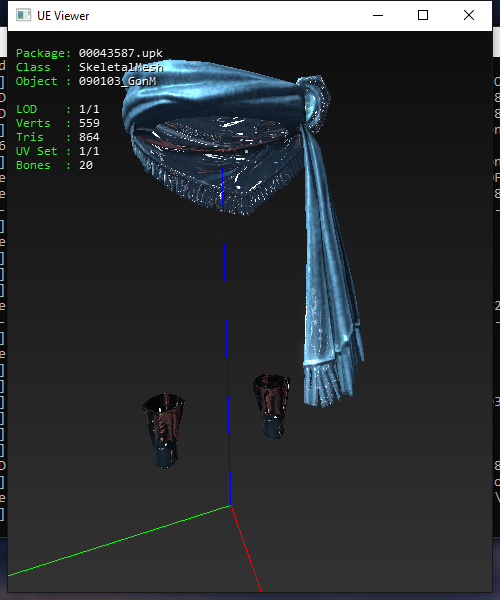 UE Viewer
Package: 00043587.upk
Class  : SkeletalMesh
Object : 090103_GonM
LOD    : 1/1
Verts  : 559
Tris   : 864
UV Set : 1/1
Bones  : 20